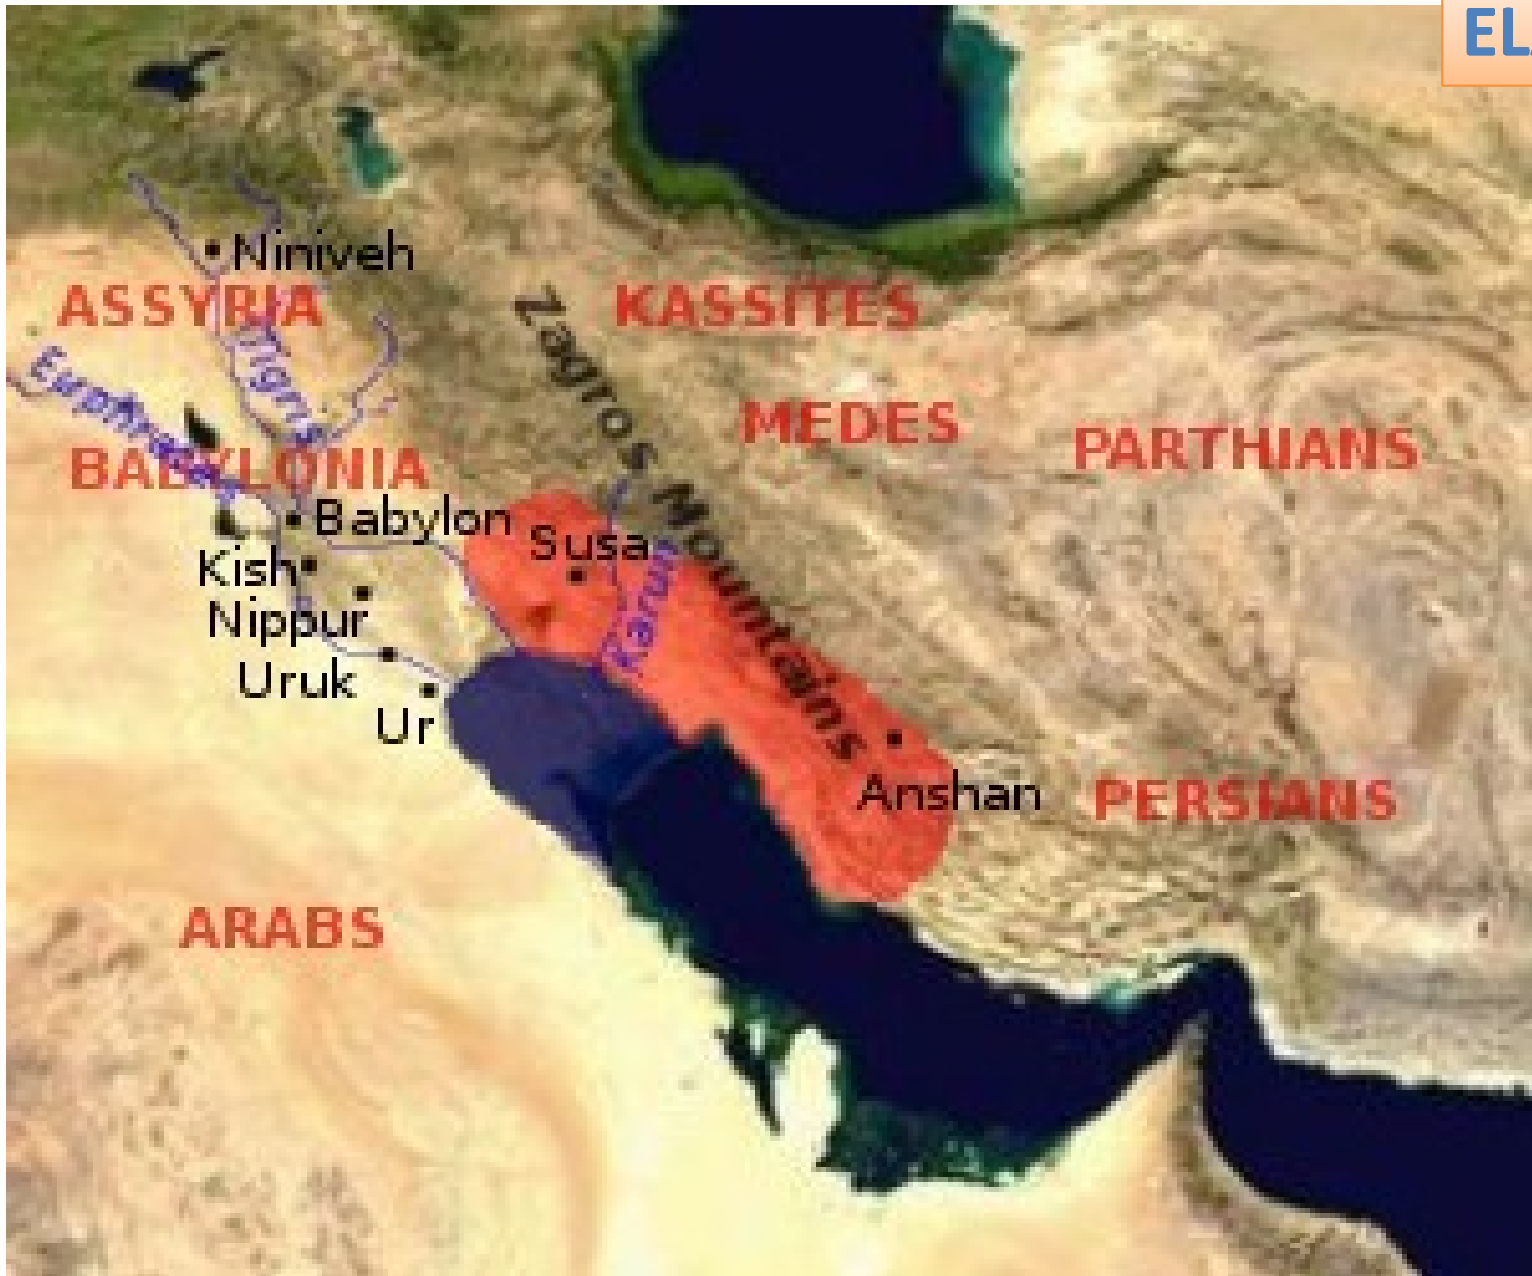 Niniveh
ASSYRIA
KASSITES
Zagros Mountains
Tigris
Euphrates
MEDES
PARTHIANS
BABYLONIA
Babylon
Susa
Kish
Karun
Nippur
Uruk
Ur
Anshan
PERSIANS
ARABS